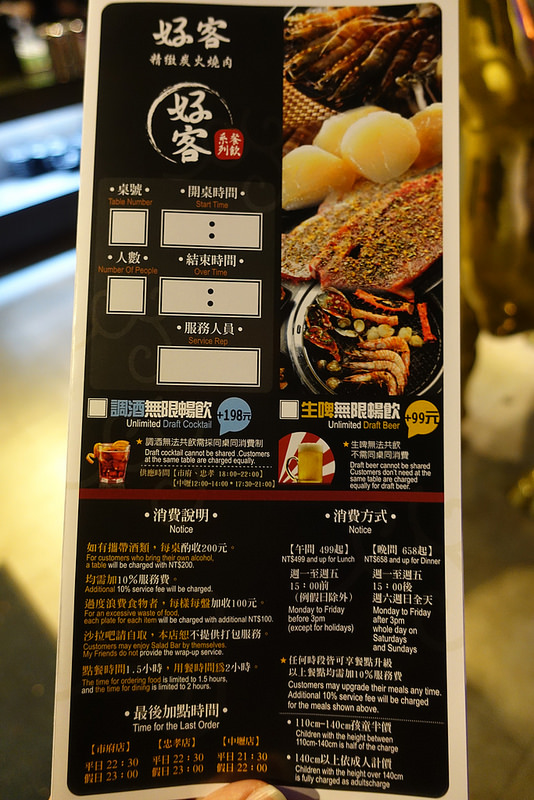 好客
精緻炭火燒肉
好客
餐飲
系列
•桌號•
Table Number
•開桌時間•
Start Time
:
•人數•
Number Of People
•結束時間•
Over Time
:
•服務人員•
Service Rep
調酒無限暢飲
+198元
Unlimited Draft Cocktail
★調酒無法共飲需採同桌同消費制
Draft cocktail cannot be shared .Customers
at the same table are charged equally.
供應時間【市府、忠孝 18:00~22:00】
【中壢12:00~14:00*17:30~21:00】
生啤無限暢飲
+99元
Unlimited Draft Beer
★生啤無法共飲
不需同桌同消費
Draft beer cannot be shared
Customers don't need at the
same table are charged
equally for draft beer.
•消費說明•
Notice
如有攜帶酒類，每桌酌收200元。
For customers who bring their own alcohol,
a table will be charged with NT$200.
均需加10%服務費。
Additional 10% service fee will be charged.
過度浪費食物者，每樣每盤加收100元。
For an excessive waste of food,
each plate for each item will be charged with additional NT$100.
沙拉吧請自取，本店恕不提供打包服務。
Customers may enjoy Salad Bar by themselves.
My Friends do not provide the wrap-up service.
點餐時間1.5小時，用餐時間為2小時。
The time for ordering food is limited to 1.5 hours,
and the time for dining is limited to 2 hours.
•最後加點時間•
Time for the Last Order
【市府店】
平日 22：30
假日 23：00
【忠孝店】
平日 22：30
假日 23：00
【中壢店】
平日 21：30
假日 22：00
•消費方式•
Notice
【午間 499起】
NT$499 and up for Lunch
週一至週五
15：00前
（例假日除外）
Monday to Friday
before 3pm
(except for holidays)
【晚間 658起】
NT$658 and up for Dinner
週一至週五
15：00後
週六週日全天
Monday to Friday
after 3pm
whole day on
Saturdays
and Sundays
★任何時段皆可享餐點升級
以上餐點均需加10%服務費
Customers may upgrade their meals any time.
Additional 10% service fee will be charged
for the meals shown above.
•110cm-140cm孩童半價
Children with the height between
110cm-140cm is half of the charge
•140cm以上依成人計價
Children with the height over 140cm
is fully charged as adultscharge